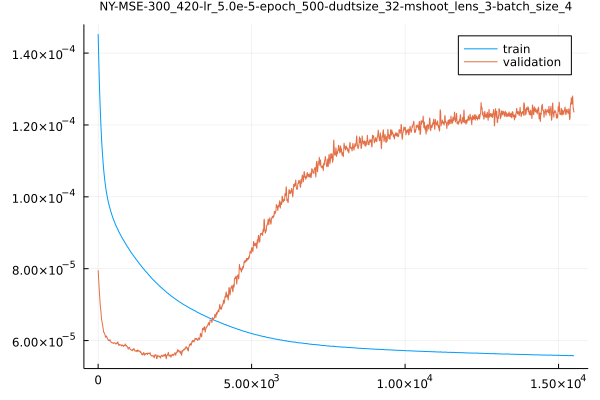 NY-MSE-300_420-lr_5.0e-5-epoch_500-dudtsize_32-mshoot_lens_3-batch_size_4
train
validation
1.40×10⁻⁴
1.20×10⁻⁴
1.00×10⁻⁴
8.00×10⁻⁵
6.00×10⁻⁵
0 5.00×10³ 1.00×10⁴ 1.50×10⁴